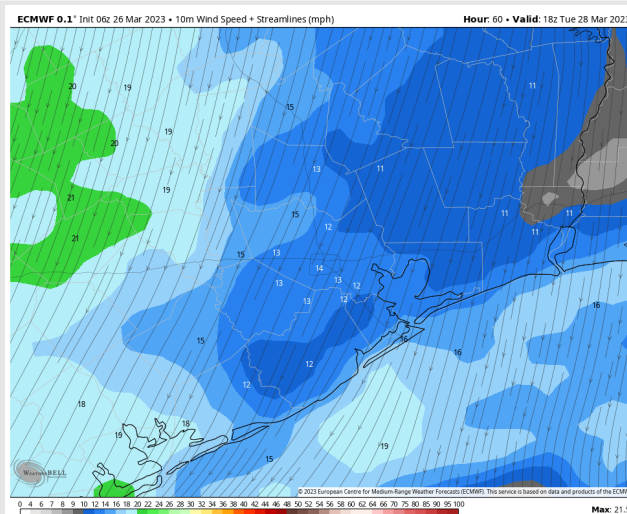 ECMWF 0.1° Init 06z 26 Mar 2023 • 10m Wind Speed + Streamlines (mph)
Hour: 60 • Valid: 18z Tue 28 Mar 2023
20 19 15 11
20 19
13 11
21 19
15 11 11
21 12 11
15 13
14
13 13 12
13 12
16
15 16 16
12
12
18
18
19
19
15
WEATHERBELL
© 2023 European Centre for Medium-Range Weather Forecasts (ECMWF). This service is based on data and products of the ECMW
0 4 6 7 8 9 10 12 14 16 18 20 22 24 26 28 30 32 34 36 38 40 42 44 46 48 50 52 54 56 58 60 62 64 66 70 75 80 85 90 95 100
Max: 21.5